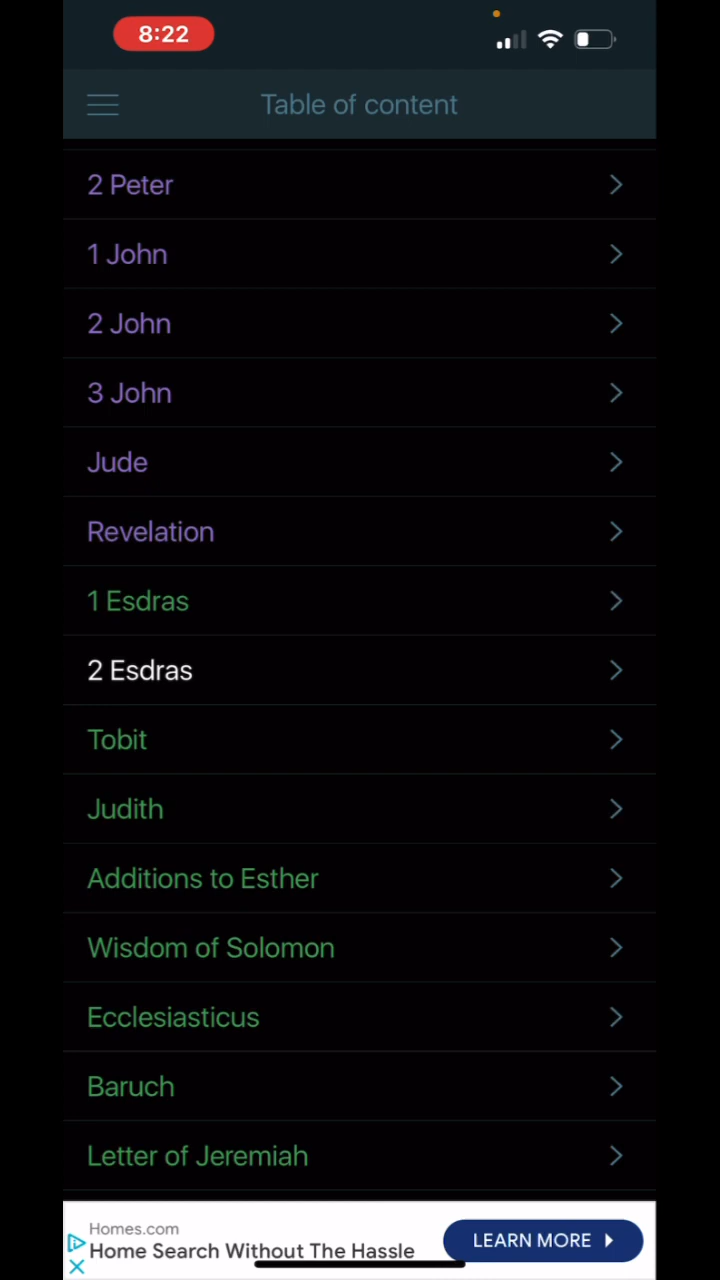 8:22
Table of content
2 Peter
1 John
2 John
3 John
Jude
Revelation
1 Esdras
2 Esdras
Tobit
Judith
Additions to Esther
Wisdom of Solomon
Ecclesiasticus
Baruch
Letter of Jeremiah
Homes.com
Home Search Without The Hassle
LEARN MORE